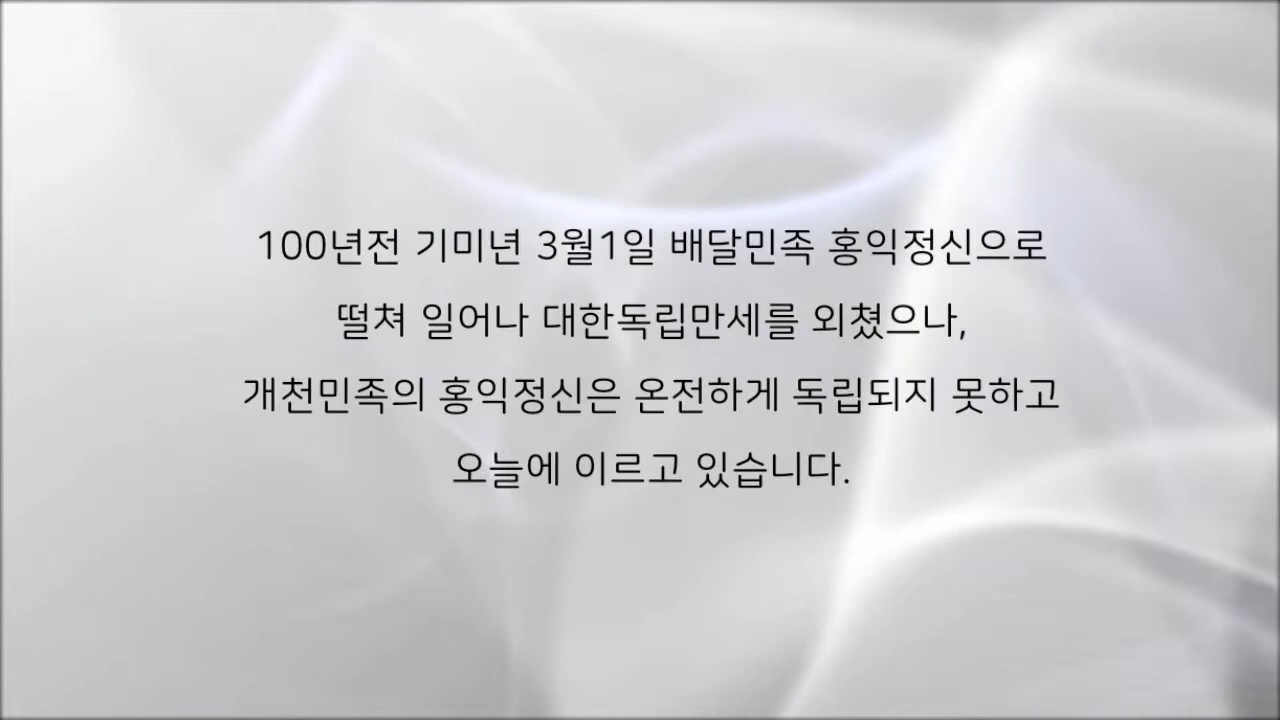 100년전 기미년 3월1일 배달민족 홍익정신으로
떨쳐 일어나 대한독립만세를 외쳤으나,
개천민족의 홍익정신은 온전하게 독립되지 못하고
오늘에 이르고 있습니다.